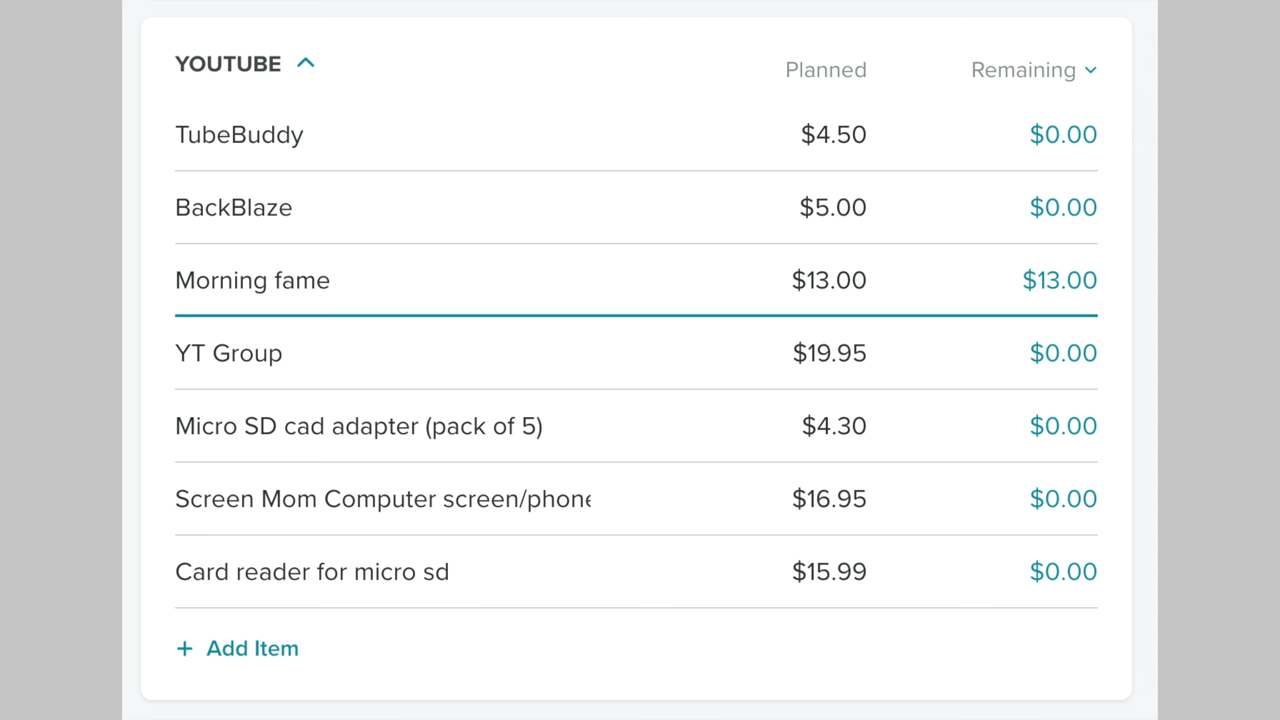 YOUTUBE Planned Remaining
TubeBuddy $4.50 $0.00
BackBlaze $5.00 $0.00
Morning fame $13.00 $13.00
YT Group $19.95 $0.00
Micro SD cad adapter (pack of 5) $4.30 $0.00
Screen Mom Computer screen/phone $16.95 $0.00
Card reader for micro sd $15.99 $0.00
+ Add Item